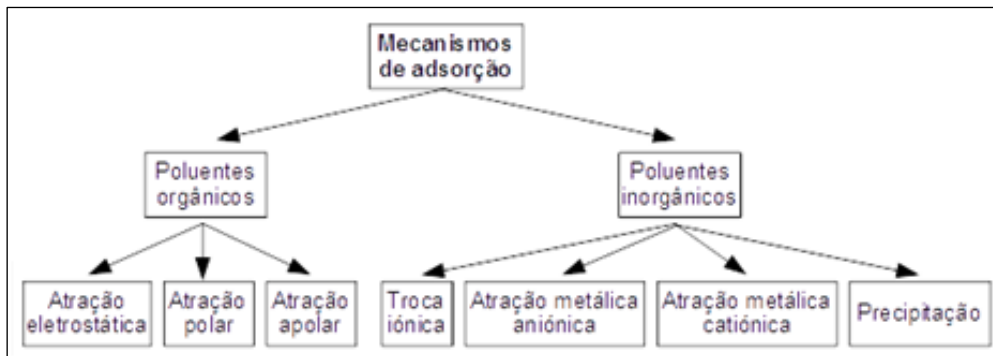 Mecanismos
de adsorção
Poluentes
orgânicos
Poluentes
inorgânicos
Atração
eletrostática
Atração
polar
Atração
apolar
Troca
iónica
Atração metálica
aniónica
Atração metálica
catiónica
Precipitação